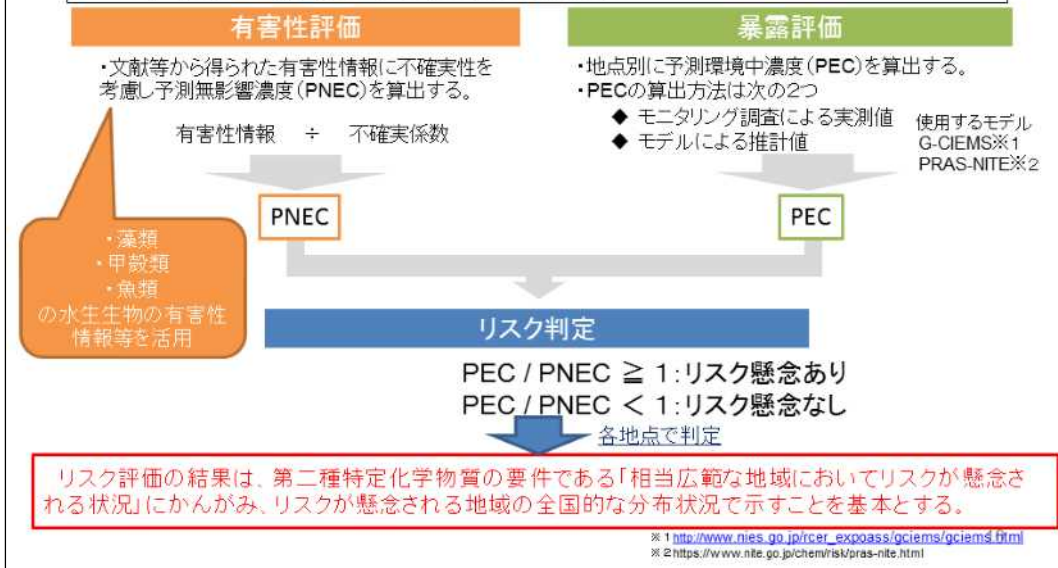 有害性評価
・文献等から得られた有害性情報に不確実性を
考慮し予測無影響濃度(PNEC)を算出する。
有害性情報 ÷ 不確実係数
PNEC
・藻類
・甲殻類
・魚類
の水生生物の有害性
情報等を活用
暴露評価
・地点別に予測環境中濃度(PEC)を算出する。
・PECの算出方法は次の2つ
◆ モニタリング調査による実測値
◆ モデルによる推計値
使用するモデル
G-CIEMS※1
PRAS-NITE※2
PEC
リスク判定
PEC / PNEC ≧ 1:リスク懸念あり
PEC / PNEC < 1:リスク懸念なし
各地点で判定
リスク評価の結果は、第二種特定化学物質の要件である「相当広範な地域においてリスクが懸念さ
れる状況」にかんがみ、リスクが懸念される地域の全国的な分布状況で示すことを基本とする。
※1 http://www.nies.go.jp/rcer_expoass/gciems/gciems.html
※2 https://www.nite.go.jp/chem/risk/pras-nite.html